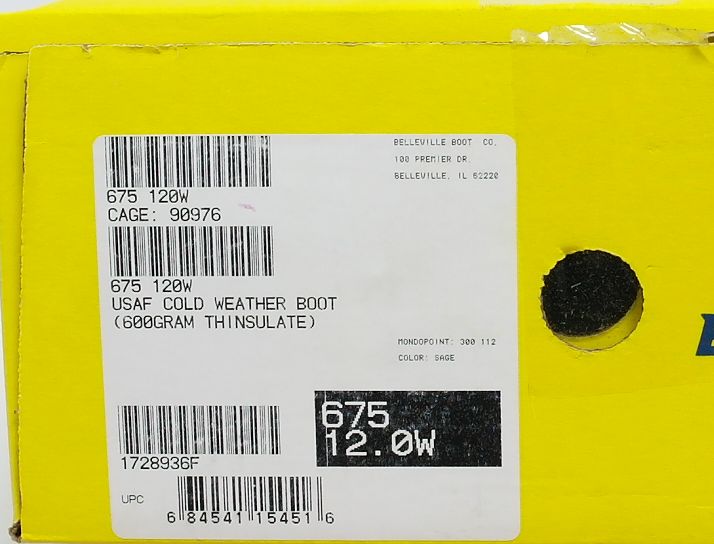 675 120W
CAGE: 90976
675 120W
USAF COLD WEATHER BOOT
(600GRAM THINSULATE)
BELLEVILLE BOOT CO.
100 PREMIER DR.
BELLEVILLE, IL 62220
MONDOPOINT: 300 112
COLOR: SAGE
675
12.0W
1728936F
UPC
6 84541 15451 6